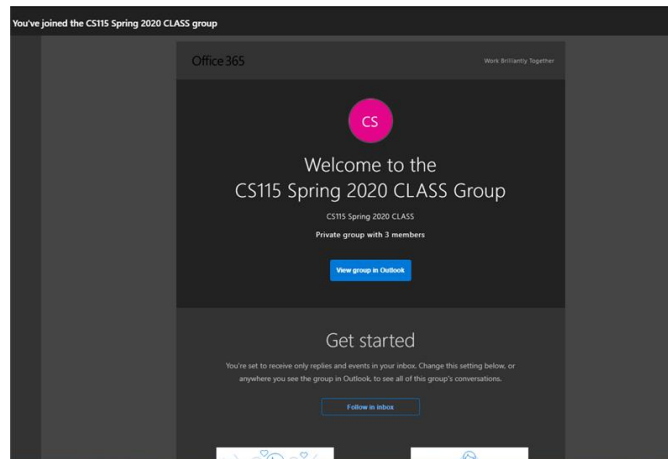 You've joined the CS115 Spring 2020 CLASS group
Office 365
Work Brilliantly Together
CS
Welcome to the
CS115 Spring 2020 CLASS Group
CS115 Spring 2020 CLASS
Private group with 3 members
View group in Outlook
Get started
You're set to receive only replies and events in your inbox. Change this setting below, or
anywhere you see the group in Outlook, to see all of this group's conversations.
Follow in inbox